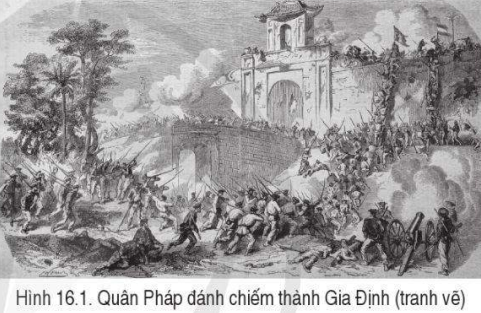 Hình 16.1. Quân Pháp đánh chiếm thành Gia Định (tranh vẽ)